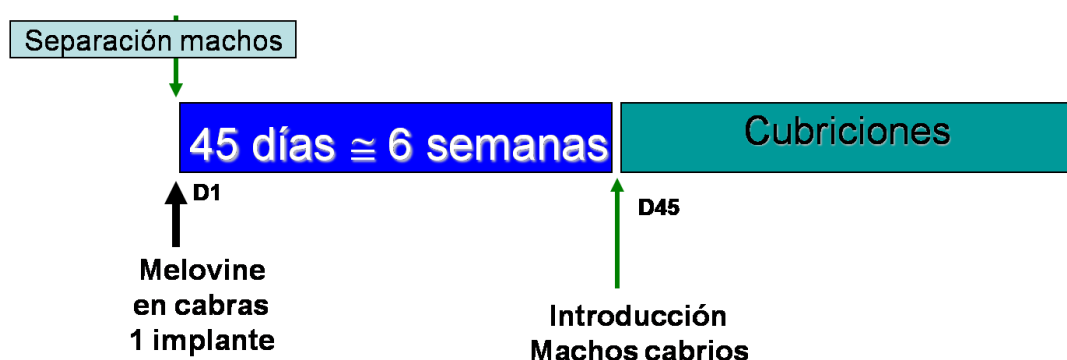 Separación machos
45 días ≅ 6 semanas
Cubriciones
D1
D45
Melovine
en cabras
1 implante
Introducción
Machos cabrios